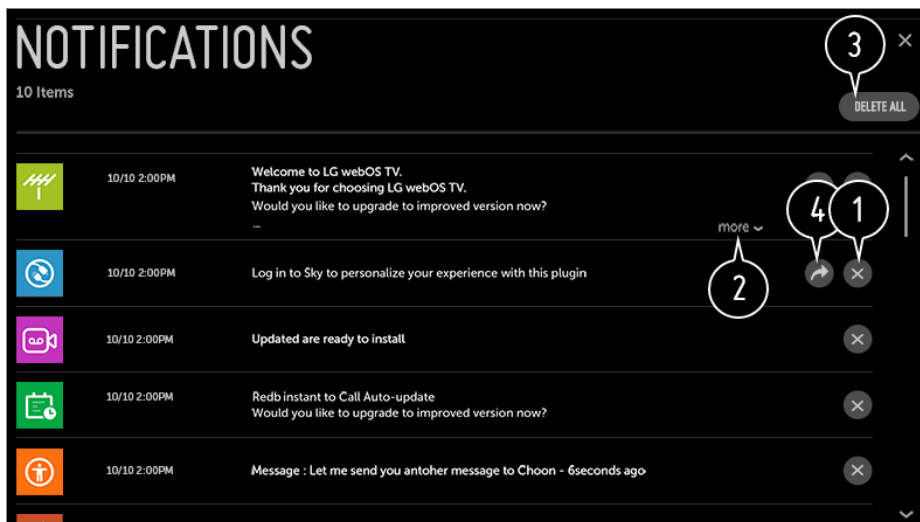 NOTIFICATIONS
10 Items
3
DELETE ALL
10/10 2:00PM
Welcome to LG webOS TV.
Thank you for choosing LG webOS TV.
Would you like to upgrade to improved version now?
...
more
4
1
10/10 2:00PM
Log in to Sky to personalize your experience with this plugin
2
10/10 2:00PM
Updated are ready to install
10/10 2:00PM
Redb instant to Call Auto-update
Would you like to upgrade to improved version now?
10/10 2:00PM
Message : Let me send you antoher message to Choon - 6seconds ago